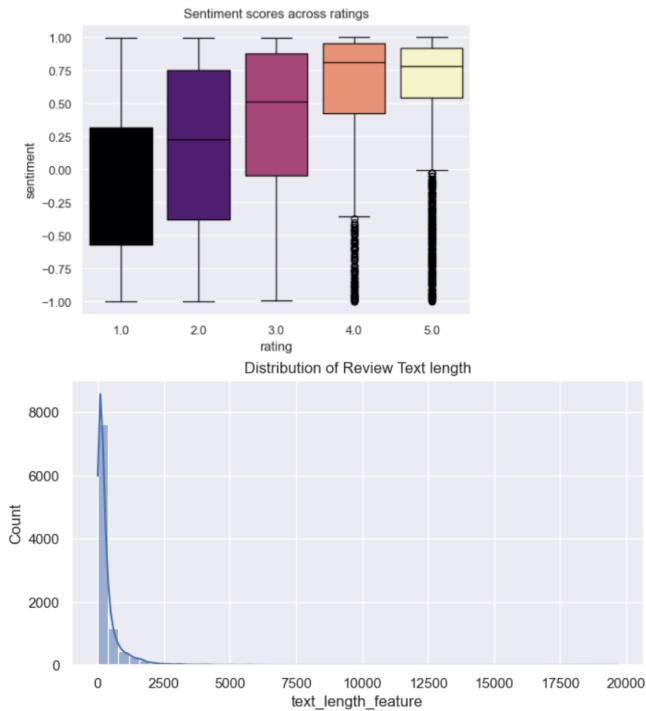 Sentiment scores across ratings
1.00
0.75
0.50
0.25
0.00
−0.25
−0.50
−0.75
−1.00
sentiment
1.0 2.0 3.0 4.0 5.0
rating
Distribution of Review Text length
8000
6000
4000
2000
0
Count
0 2500 5000 7500 10000 12500 15000 17500 20000
text_length_feature